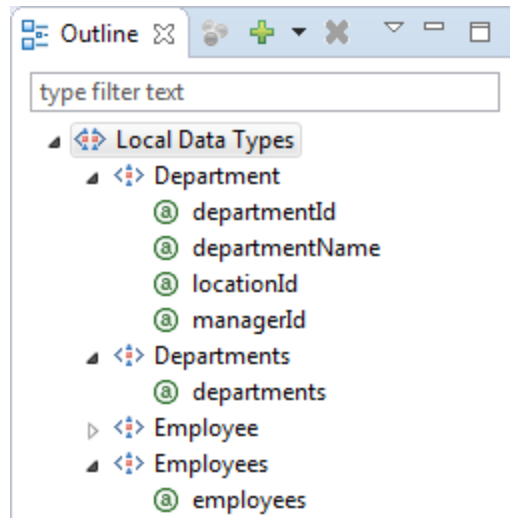 Outline
type filter text
Local Data Types
Department
departmentId
departmentName
locationId
managerId
Departments
departments
Employee
Employees
employees